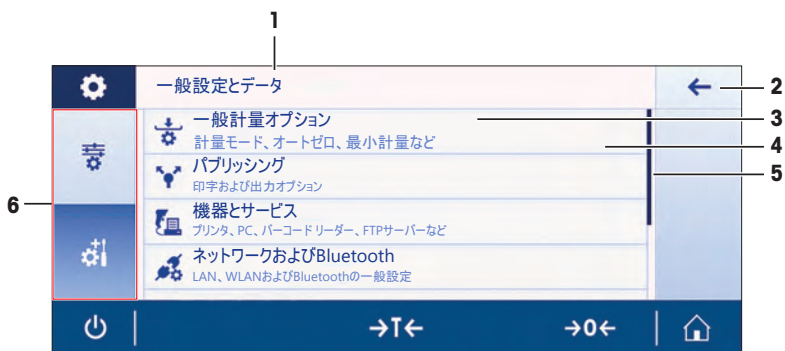 1
一般設定とデータ
2
一般計量オプション
3
計量モード、オートゼロ、最小計量など
4
パブリッシング
5
印字および出力オプション
6
機器とサービス
プリンタ、PC、バーコードリーダー、FTPサーバーなど
ネットワークおよびBluetooth
LAN、WLANおよびBluetoothの一般設定
→T←
→0←